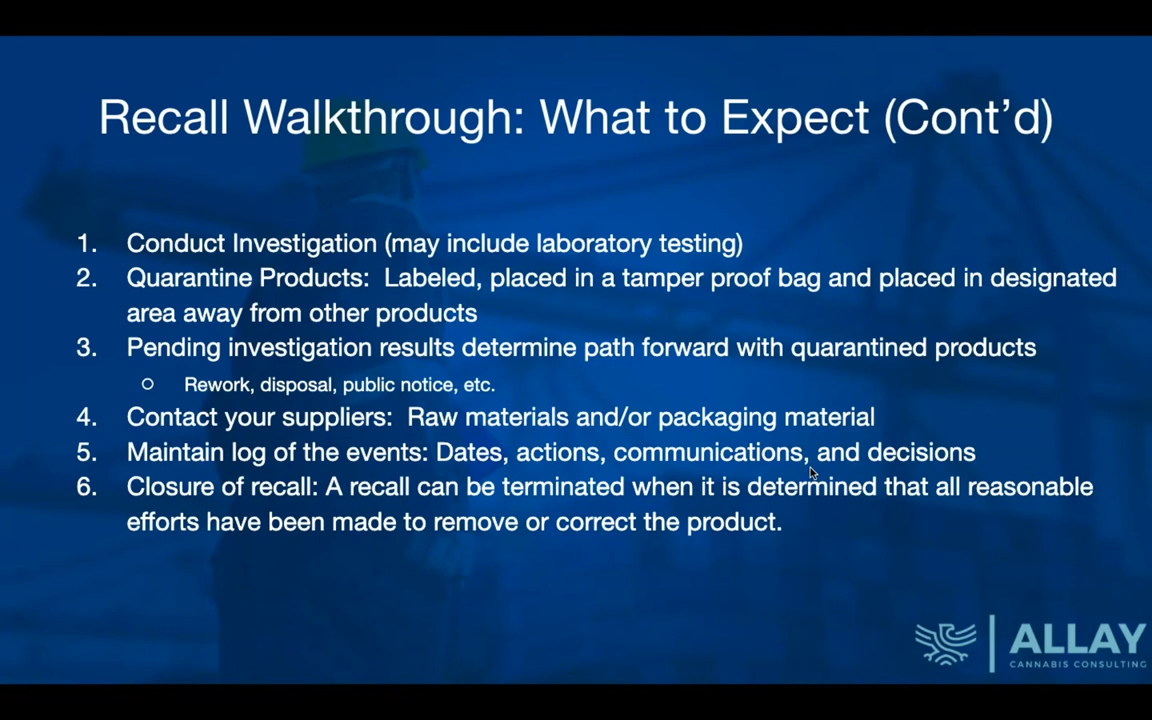 Recall Walkthrough: What to Expect (Cont’d)
1. Conduct Investigation (may include laboratory testing)
2. Quarantine Products:  Labeled, placed in a tamper proof bag and placed in designated
area away from other products
3. Pending investigation results determine path forward with quarantined products
○ Rework, disposal, public notice, etc.
4. Contact your suppliers:  Raw materials and/or packaging material
5. Maintain log of the events: Dates, actions, communications, and decisions
6. Closure of recall: A recall can be terminated when it is determined that all reasonable
efforts have been made to remove or correct the product.
ALLAY
CANNABIS CONSULTING